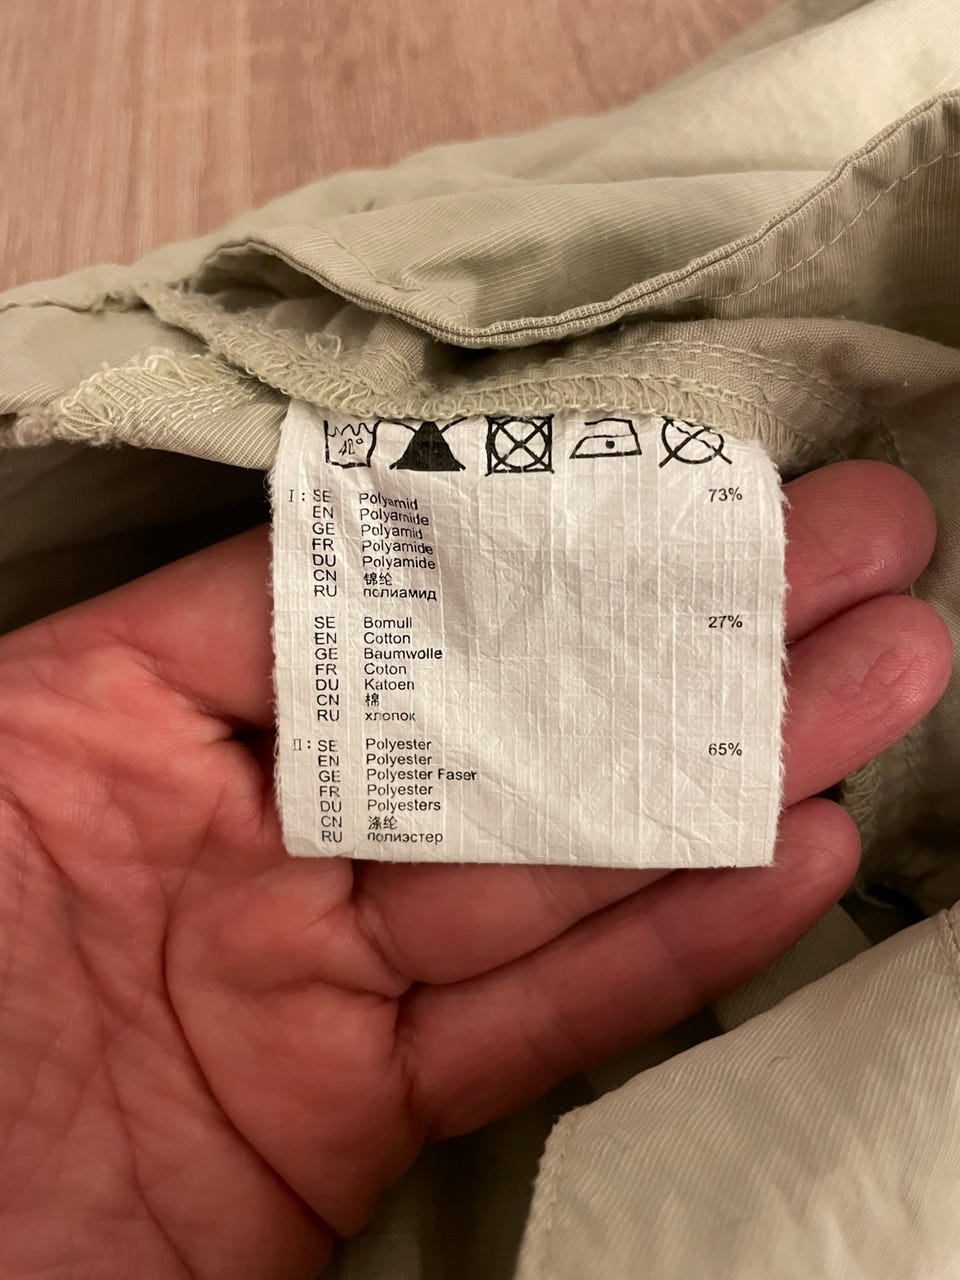 40°
I : SE Polyamid 73%
EN Polyamide
GE Polyamid
FR Polyamide
DU Polyamide
CN 锦纶
RU полиамид
SE Bomull 27%
EN Cotton
GE Baumwolle
FR Coton
DU Katoen
CN 棉
RU хлопок
II : SE Polyester 65%
EN Polyester
GE Polyester Faser
FR Polyester
DU Polyesters
CN 涤纶
RU полиэстер